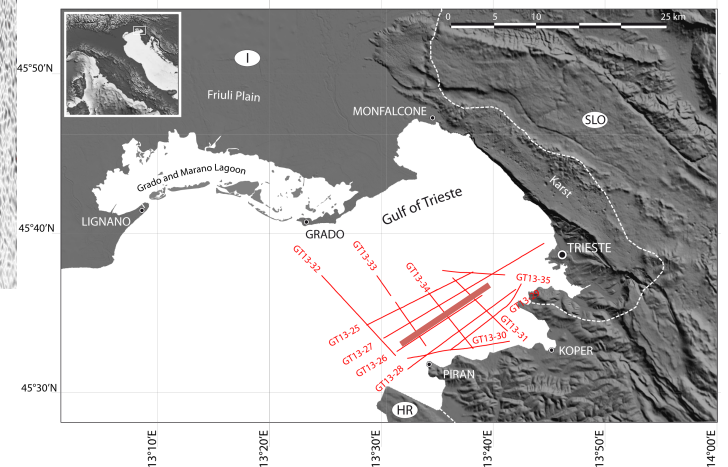 0 5 10 25 km
45°50'N
I
Friuli Plain
MONFALCONE
SLO
Grado and Marano Lagoon
Karst
Gulf of Trieste
LIGNANO
GRADO
45°40'N
TRIESTE
GT13-32
GT13-33
GT13-34
GT13-35
GT13-25
GT13-27
GT13-31
GT13-30
GT13-26
GT13-28
KOPER
PIRAN
45°30'N
HR
13°10'E
13°20'E
13°30'E
13°40'E
13°50'E
14°00'E